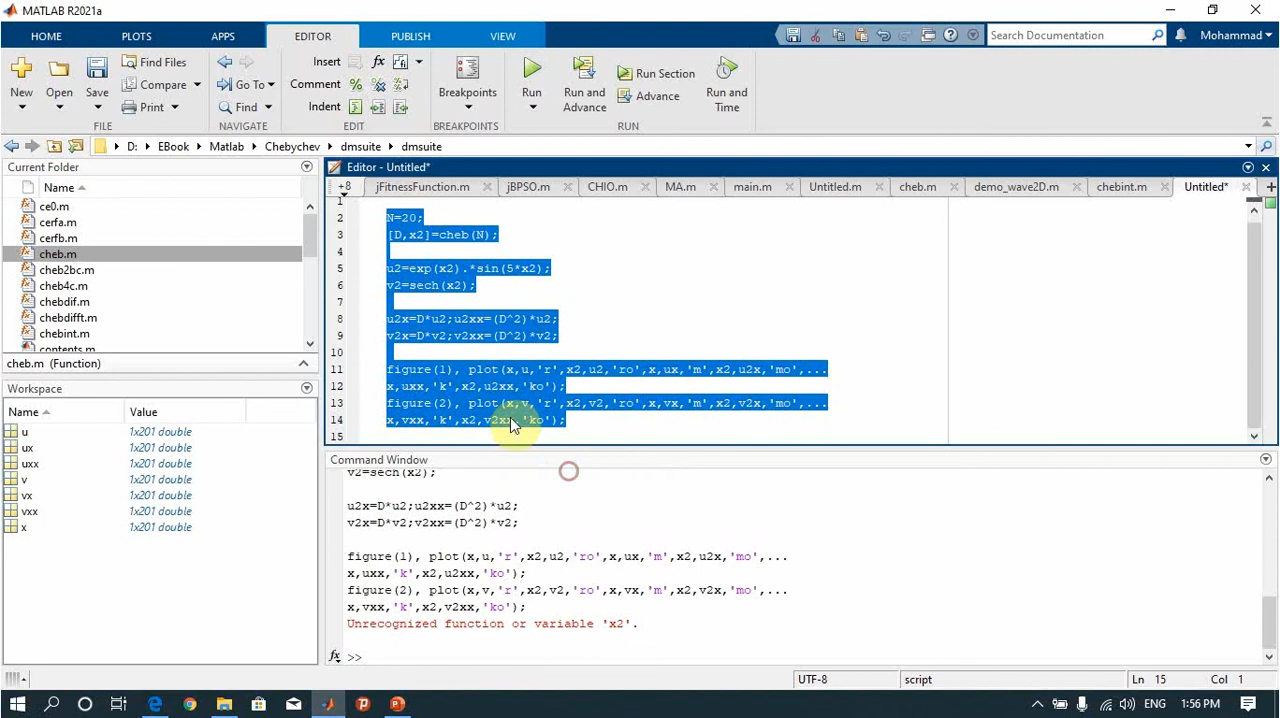 MATLAB R2021a
HOME PLOTS APPS EDITOR PUBLISH VIEW Search Documentation Mohammad
New Open Save Find Files Compare Print
FILE
Go To Find
NAVIGATE
Insert fx
Comment
Indent
EDIT
Breakpoints
BREAKPOINTS
Run Run and Advance Run Section Advance Run and Time
RUN
D: EBook Matlab Chebychev dmsuite dmsuite
Current Folder
Name
ce0.m
cerfa.m
cerfb.m
cheb.m
cheb2bc.m
cheb4c.m
chebdif.m
chebdifft.m
chebint.m
contents.m
cheb.m (Function)
Workspace
Name Value
u 1x201 double
ux 1x201 double
uxx 1x201 double
v 1x201 double
vx 1x201 double
vxx 1x201 double
x 1x201 double
Editor - Untitled*
+8 jFitnessFunction.m jBPSO.m CHIO.m MA.m main.m Untitled.m cheb.m demo_wave2D.m chebint.m Untitled*
1
2 N=20;
3 [D,x2]=cheb(N);
4
5 u2=exp(x2).*sin(5*x2);
6 v2=sech(x2);
7
8 u2x=D*u2;u2xx=(D^2)*u2;
9 v2x=D*v2;v2xx=(D^2)*v2;
10
11 figure(1), plot(x,u,'r',x2,u2,'ro',x,ux,'m',x2,u2x,'mo',...
12 x,uxx,'k',x2,u2xx,'ko');
13 figure(2), plot(x,v,'r',x2,v2,'ro',x,vx,'m',x2,v2x,'mo',...
14 x,vxx,'k',x2,v2xx,'ko');
15
Command Window
v2=sech(x2);
u2x=D*u2;u2xx=(D^2)*u2;
v2x=D*v2;v2xx=(D^2)*v2;
figure(1), plot(x,u,'r',x2,u2,'ro',x,ux,'m',x2,u2x,'mo',...
x,uxx,'k',x2,u2xx,'ko');
figure(2), plot(x,v,'r',x2,v2,'ro',x,vx,'m',x2,v2x,'mo',...
x,vxx,'k',x2,v2xx,'ko');
Unrecognized function or variable 'x2'.
fx >>
UTF-8 script Ln 15 Col 1
ENG 1:56 PM